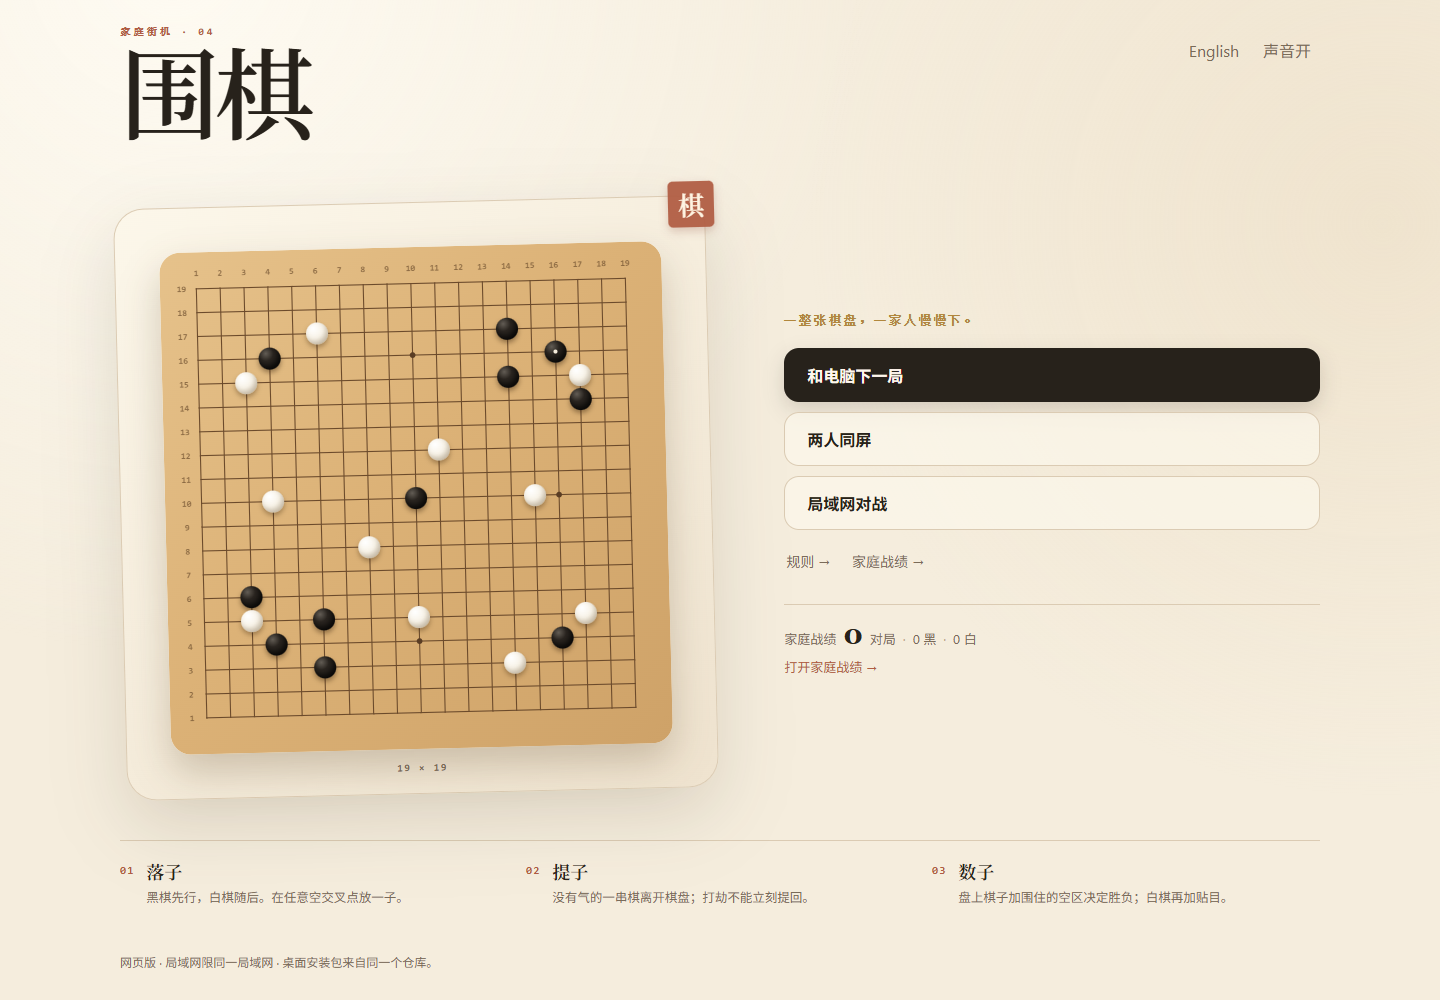 家庭街机 · 04
围棋
English 声音开
棋
1 2 3 4 5 6 7 8 9 10 11 12 13 14 15 16 17 18 19
19
18
17
16
15
14
13
12
11
10
9
8
7
6
5
4
3
2
1
19 × 19
一整张棋盘，一家人慢慢下。
和电脑下一局
两人同屏
局域网对战
规则 → 家庭战绩 →
家庭战绩 0 对局 · 0 黑 · 0 白
打开家庭战绩 →
01 落子
黑棋先行，白棋随后。在任意空交叉点放一子。
02 提子
没有气的一串棋离开棋盘；打劫不能立刻提回。
03 数子
盘上棋子加围住的空区决定胜负；白棋再加贴目。
网页版 · 局域网限同一局域网 · 桌面安装包来自同一个仓库。